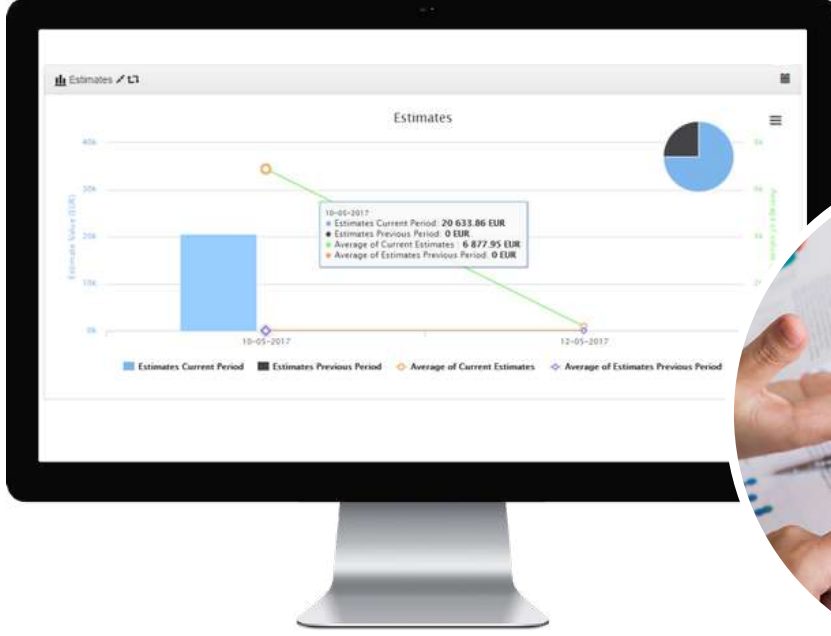 Estimates
Estimates
40k
30k
20k
10k
0k
Estimate Value (EUR)
10-05-2017
Estimates Current Period: 20 633.86 EUR
Estimates Previous Period: 0 EUR
Average of Current Estimates : 6 877.95 EUR
Average of Estimates Previous Period: 0 EUR
10-05-2017
12-05-2017
Estimates Current Period
Estimates Previous Period
Average of Current Estimates
Average of Estimates Previous Period